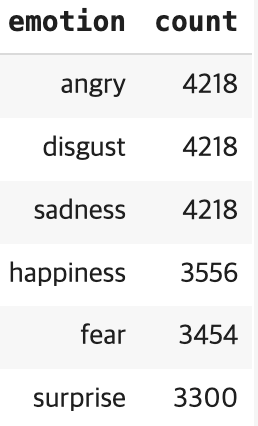 emotion count
angry 4218
disgust 4218
sadness 4218
happiness 3556
fear 3454
surprise 3300